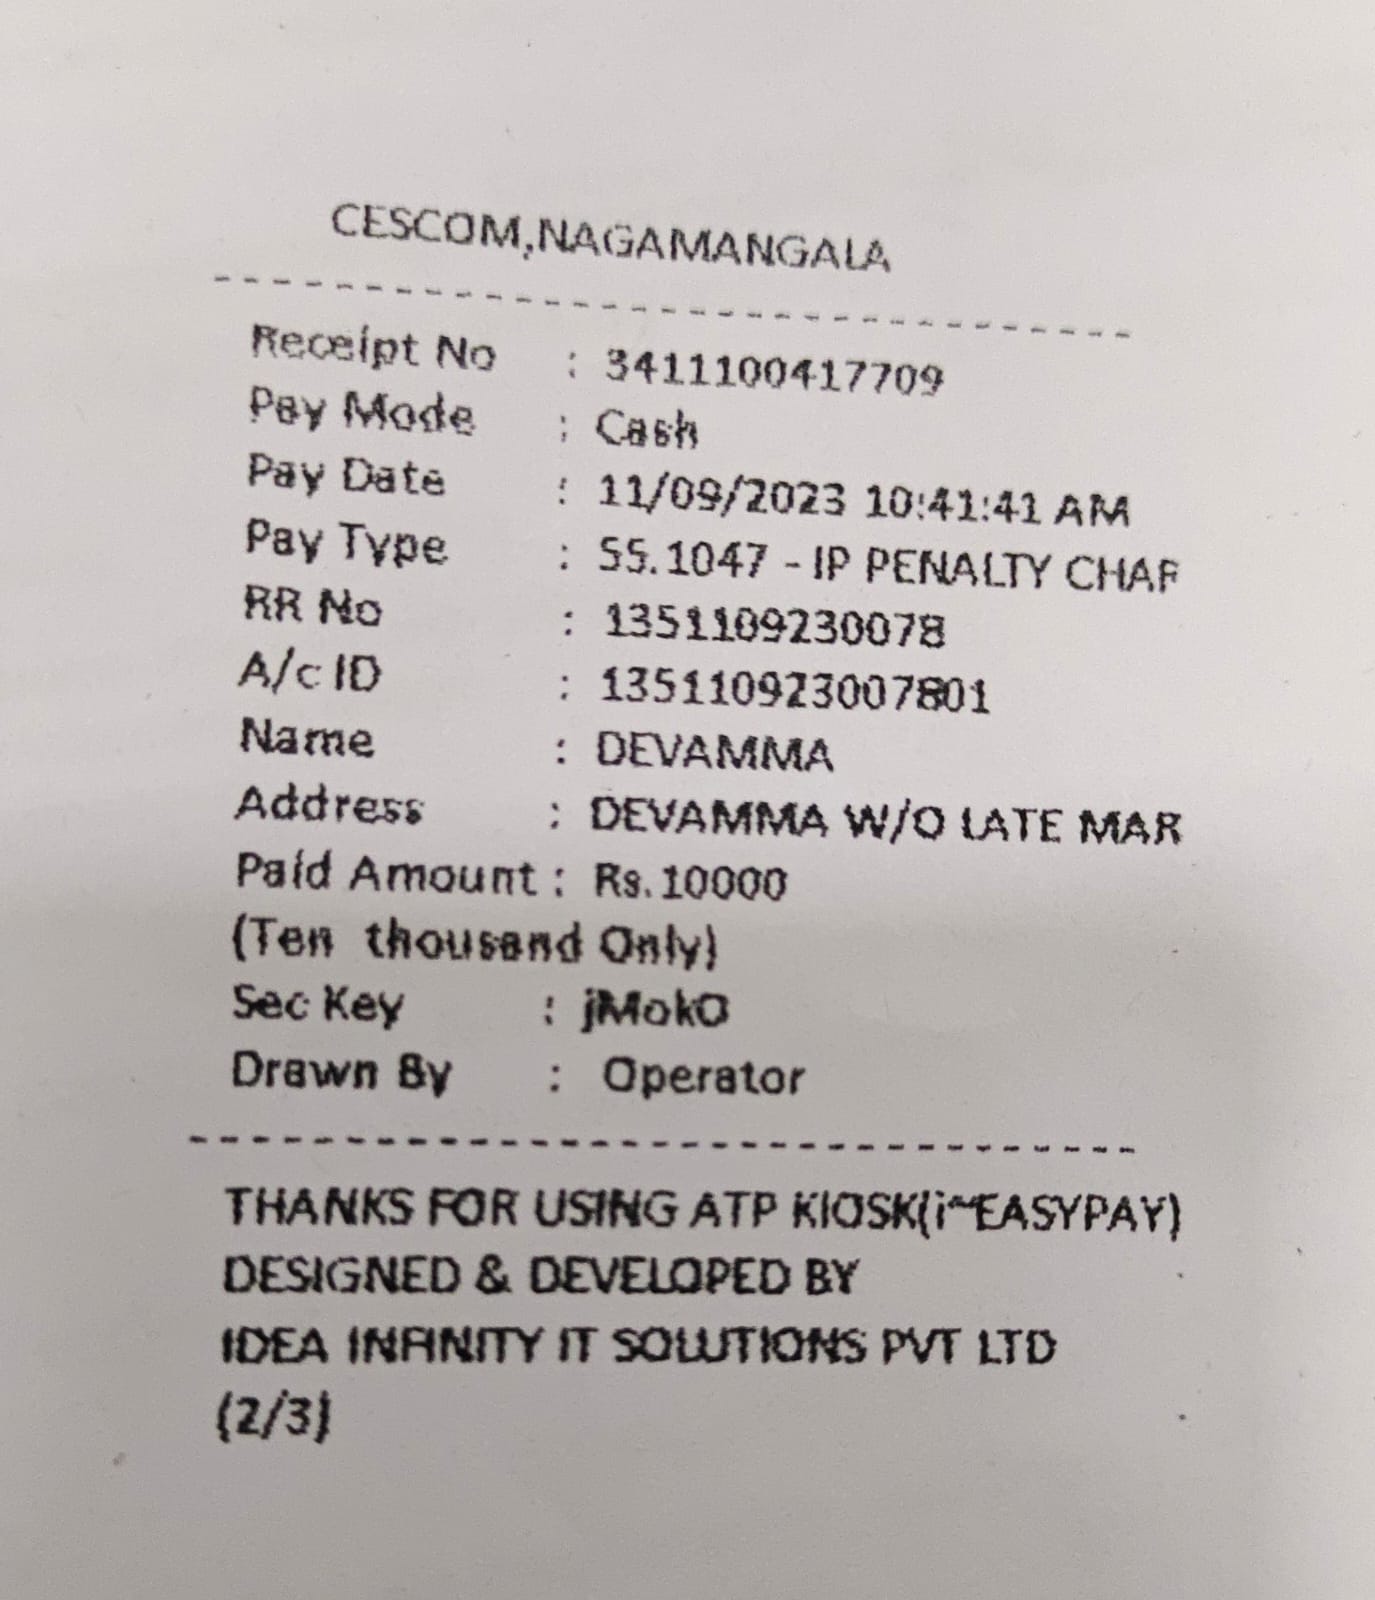 CESCOM,NAGAMANGALA
--------------------------------
Receipt No : 3411100417709
Pay Mode : Cash
Pay Date : 11/09/2023 10:41:41 AM
Pay Type : SS.1047 - IP PENALTY CHAR
RR No : 1351109230078
A/c ID : 135110923007801
Name : DEVAMMA
Address : DEVAMMA W/O LATE MAR
Paid Amount : Rs.10000
(Ten thousand Only)
Sec Key : jMokO
Drawn By : Operator
--------------------------------
THANKS FOR USING ATP KIOSK(i~EASYPAY)
DESIGNED & DEVELOPED BY
IDEA INFINITY IT SOLUTIONS PVT LTD
(2/3)